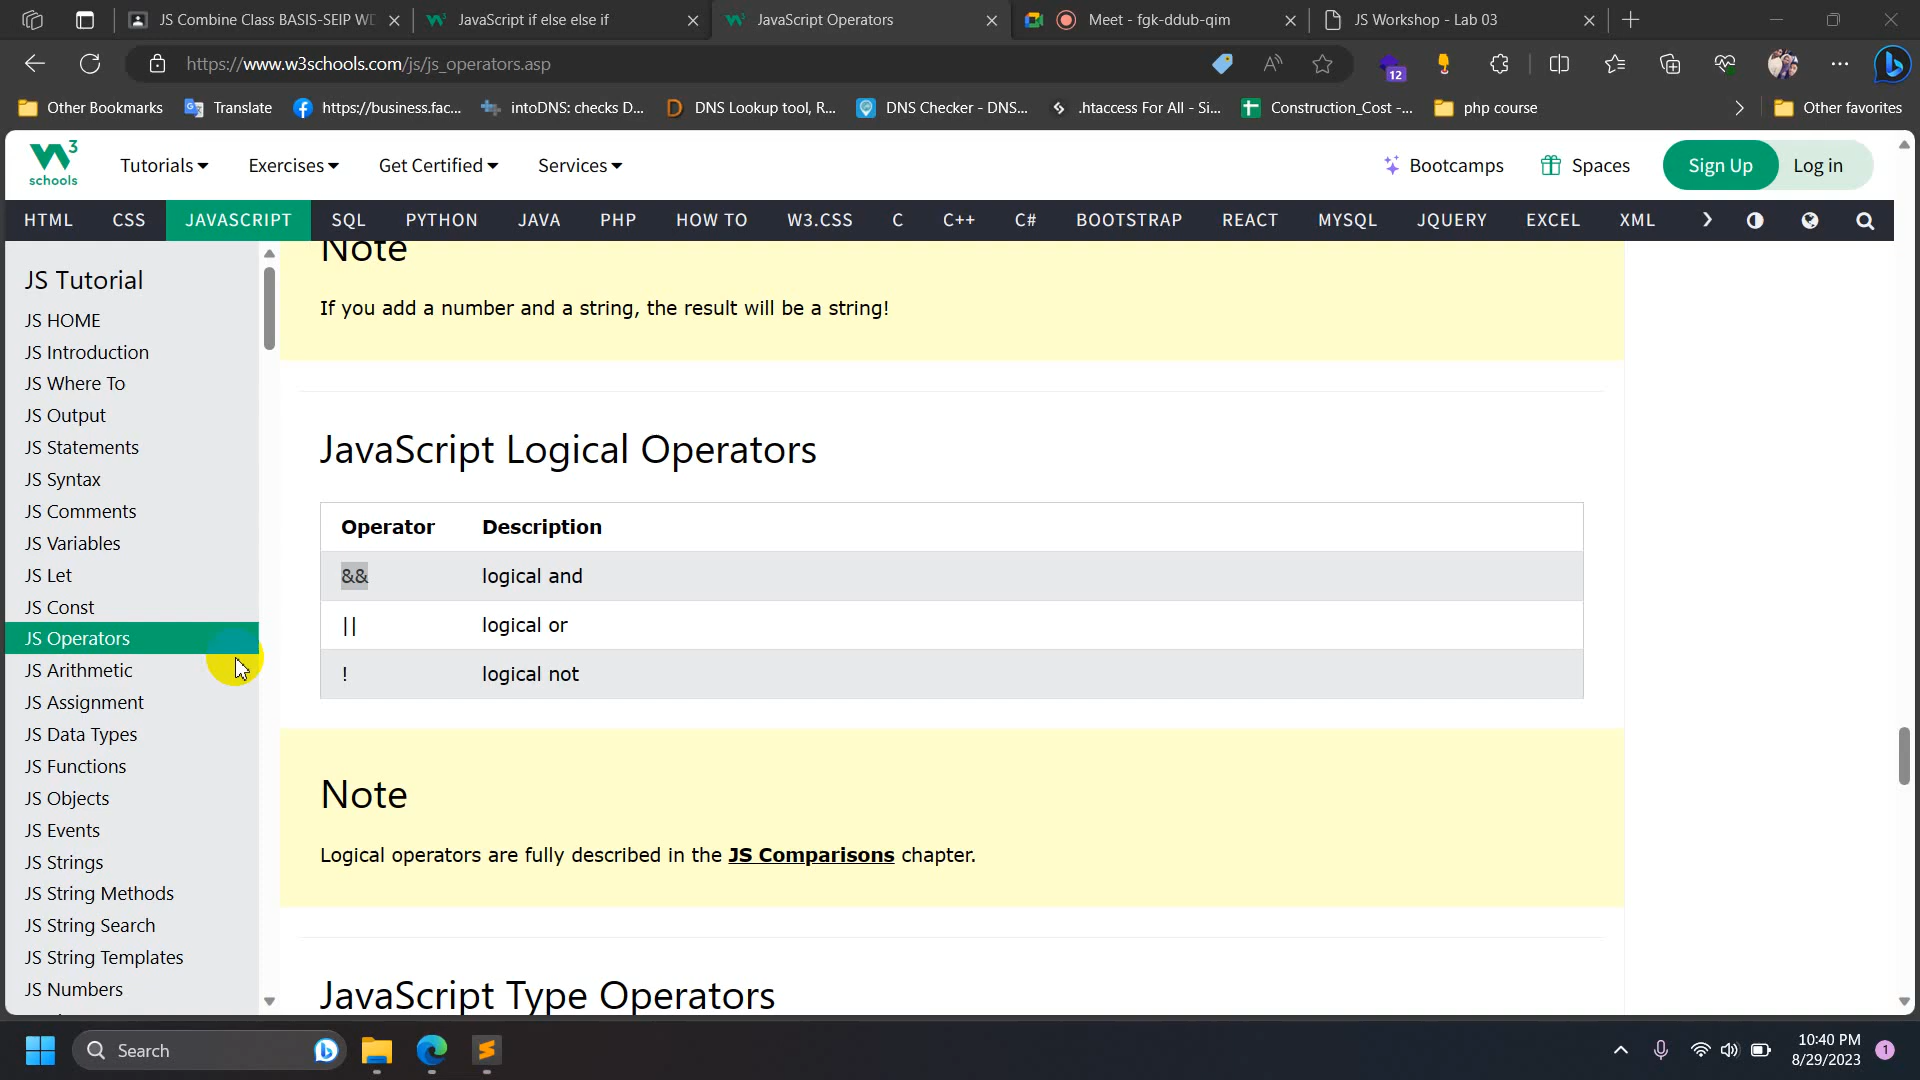 JS Combine Class BASIS-SEIP WD
JavaScript if else else if
JavaScript Operators
Meet - fgk-ddub-qim
JS Workshop - Lab 03
https://www.w3schools.com/js/js_operators.asp
12
Other Bookmarks
Translate
https://business.fac...
intoDNS: checks D...
DNS Lookup tool, R...
DNS Checker - DNS...
.htaccess For All - Si...
Construction_Cost -...
php course
Other favorites
W3
schools
Tutorials
Exercises
Get Certified
Services
Bootcamps
Spaces
Sign Up
Log in
HTML
CSS
JAVASCRIPT
SQL
PYTHON
JAVA
PHP
HOW TO
W3.CSS
C
C++
C#
BOOTSTRAP
REACT
MYSQL
JQUERY
EXCEL
XML
JS Tutorial
JS HOME
JS Introduction
JS Where To
JS Output
JS Statements
JS Syntax
JS Comments
JS Variables
JS Let
JS Const
JS Operators
JS Arithmetic
JS Assignment
JS Data Types
JS Functions
JS Objects
JS Events
JS Strings
JS String Methods
JS String Search
JS String Templates
JS Numbers
Note
If you add a number and a string, the result will be a string!
JavaScript Logical Operators
Operator Description
&& logical and
|| logical or
! logical not
Note
Logical operators are fully described in the JS Comparisons chapter.
JavaScript Type Operators
Search
10:40 PM
8/29/2023
1